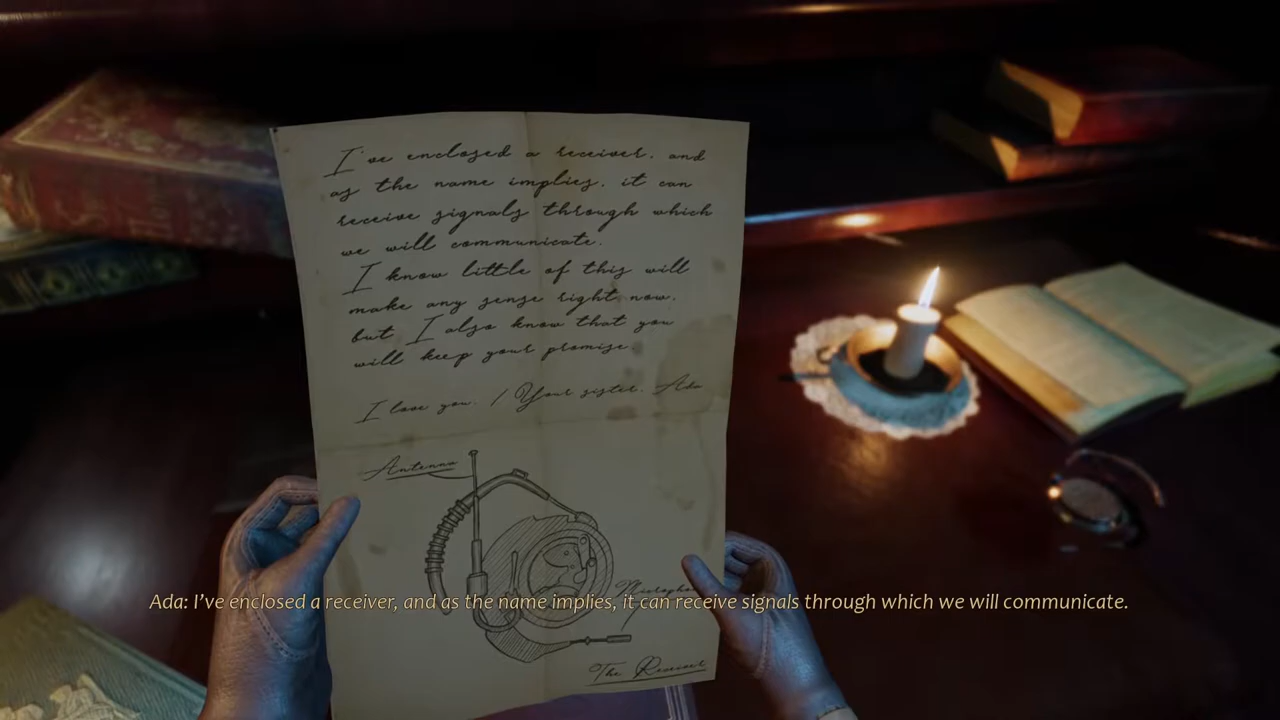 I've enclosed a receiver, and
as the name implies, it can
receive signals through which
we will communicate.
I know little of this will
make any sense right now,
but I also know that you
will keep your promise
I love you. / Your sister, Ada
Antenna
Microphone
Ada: I've enclosed a receiver, and as the name implies, it can receive signals through which we will communicate.
The Receiver